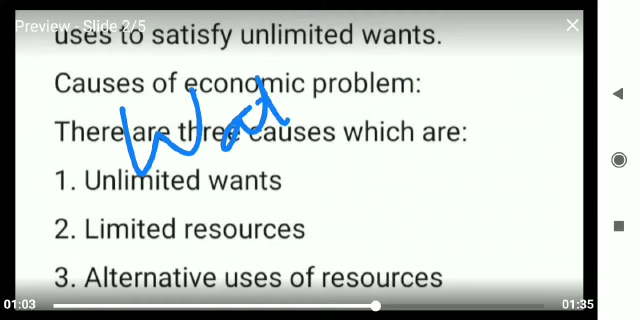 Preview - Slide 2/5
uses to satisfy unlimited wants.
Causes of economic problem:
There are three causes which are:
1. Unlimited wants
2. Limited resources
3. Alternative uses of resources
01:03
01:35